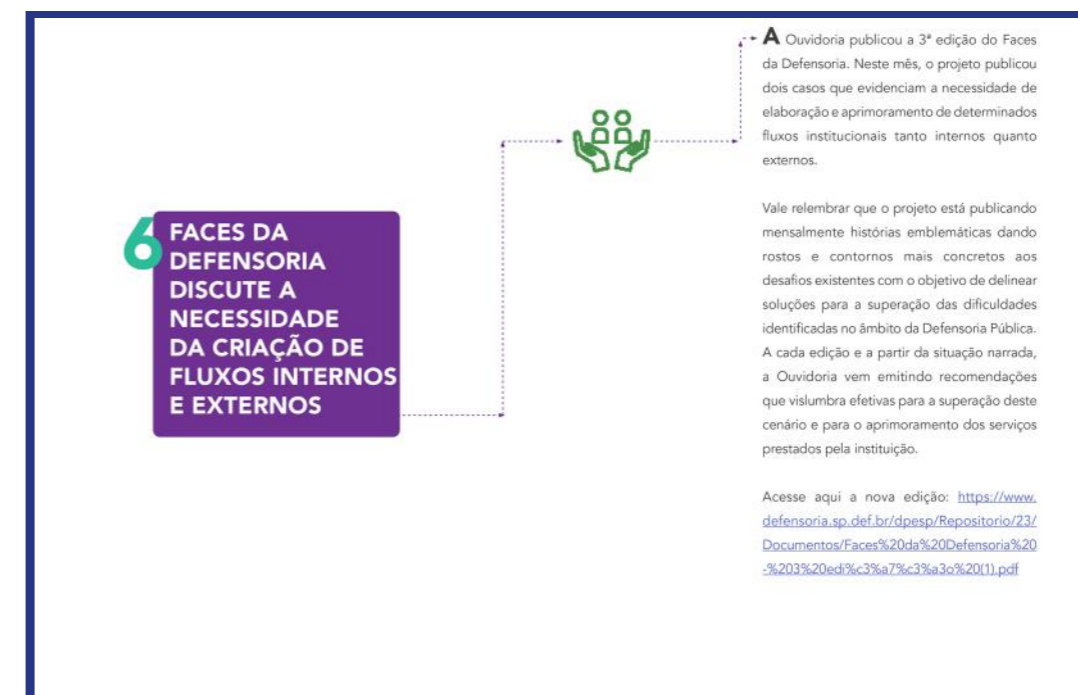 6
FACES DA
DEFENSORIA
DISCUTE A
NECESSIDADE
DA CRIAÇÃO DE
FLUXOS INTERNOS
E EXTERNOS
A Ouvidoria publicou a 3ª edição do Faces
da Defensoria. Neste mês, o projeto publicou
dois casos que evidenciam a necessidade de
elaboração e aprimoramento de determinados
fluxos institucionais tanto internos quanto
externos.
Vale relembrar que o projeto está publicando
mensalmente histórias emblemáticas dando
rostos e contornos mais concretos aos
desafios existentes com o objetivo de delinear
soluções para a superação das dificuldades
identificadas no âmbito da Defensoria Pública.
A cada edição e a partir da situação narrada,
a Ouvidoria vem emitindo recomendações
que vislumbra efetivas para a superação deste
cenário e para o aprimoramento dos serviços
prestados pela instituição.
Acesse aqui a nova edição: https://www.
defensoria.sp.def.br/dpesp/Repositorio/23/
Documentos/Faces%20da%20Defensoria%20
-%203%20edi%c3%a7%c3%a3o%20(1).pdf